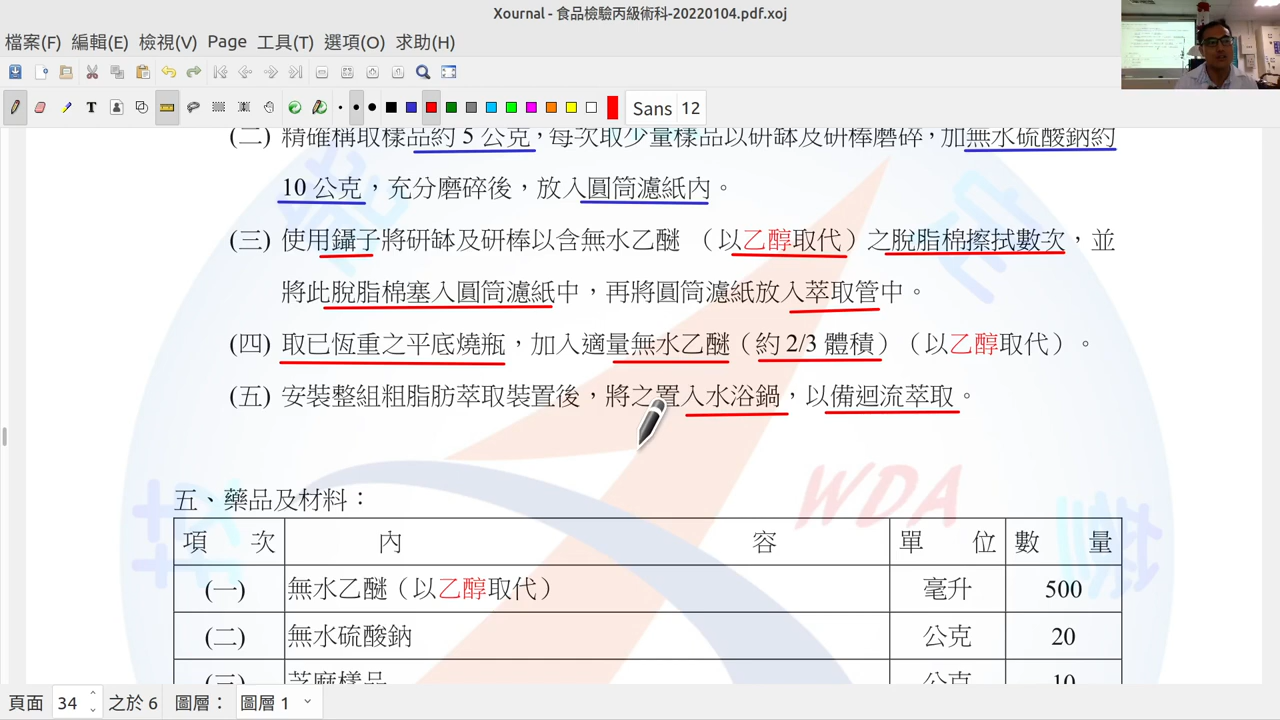 Xournal - 食品檢驗丙級術科-20220104.pdf.xoj
檔案(F) 編輯(E) 檢視(V) Page
Sans 12
(二) 精確稱取樣品約 5 公克，每次取少量樣品以研缽及研棒磨碎，加無水硫酸鈉約
10 公克，充分磨碎後，放入圓筒濾紙內。
(三) 使用鑷子將研缽及研棒以含無水乙醚 （以乙醇取代）之脫脂棉擦拭數次，並
將此脫脂棉塞入圓筒濾紙中，再將圓筒濾紙放入萃取管中。
(四) 取已恆重之平底燒瓶，加入適量無水乙醚（約 2/3 體積）（以乙醇取代）。
(五) 安裝整組粗脂肪萃取裝置後，將之置入水浴鍋，以備迴流萃取。
WDA
五、藥品及材料：
項 次 內 容 單 位 數 量
(一) 無水乙醚（以乙醇取代） 毫升 500
(二) 無水硫酸鈉 公克 20
(三) 芝麻樣品 公克 10
頁面 34 之於 6 圖層： 圖層 1